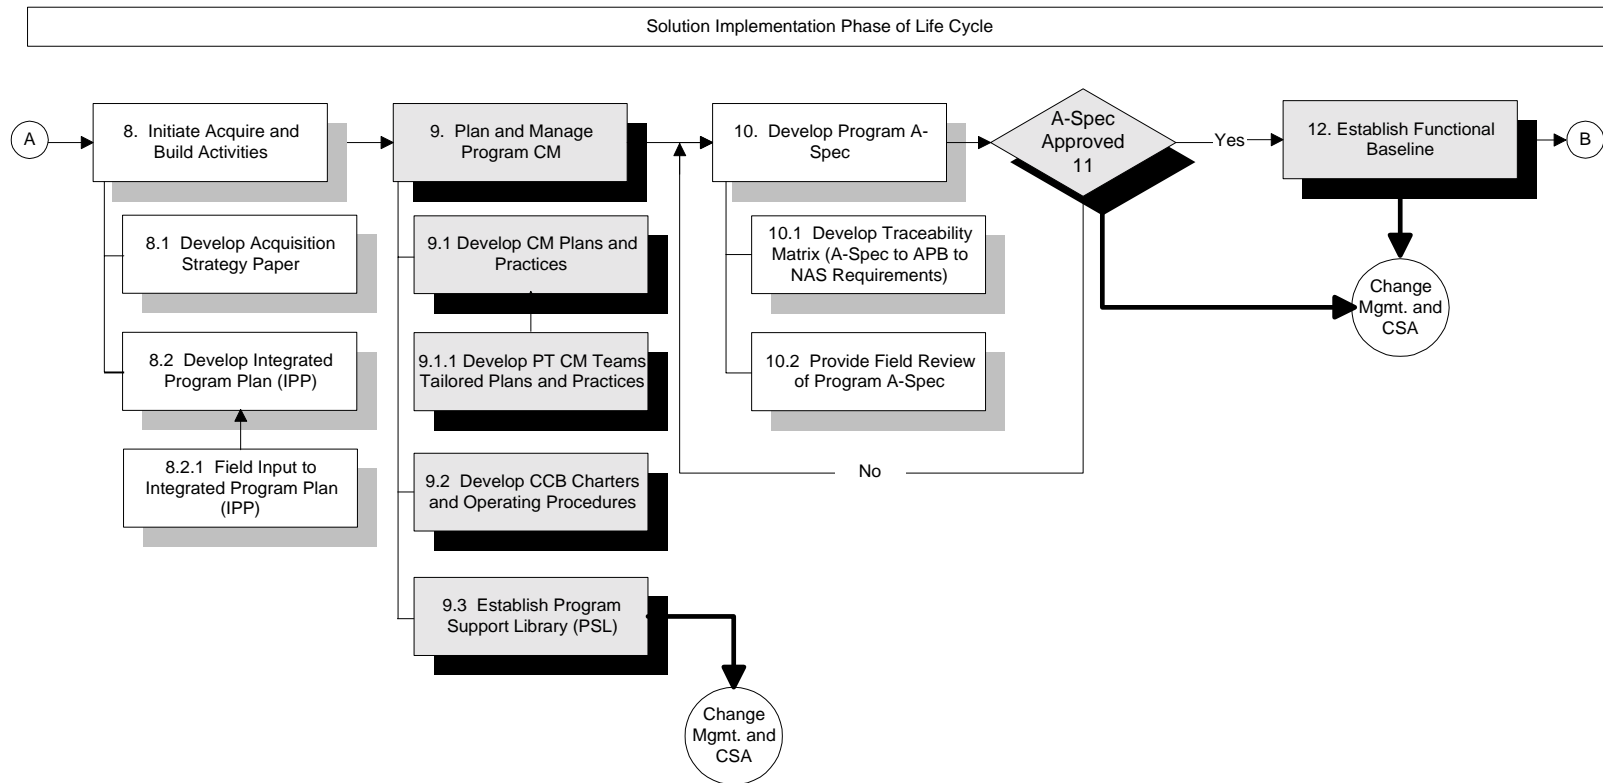 Solution Implementation Phase of Life Cycle
A
8. Initiate Acquire and
Build Activities
9. Plan and Manage
Program CM
10. Develop Program A-
Spec
A-Spec
Approved
11
Yes
12. Establish Functional
Baseline
B
8.1 Develop Acquisition
Strategy Paper
9.1 Develop CM Plans and
Practices
10.1 Develop Traceability
Matrix (A-Spec to APB to
NAS Requirements)
Change
Mgmt. and
CSA
8.2 Develop Integrated
Program Plan (IPP)
9.1.1 Develop PT CM Teams
Tailored Plans and Practices
10.2 Provide Field Review
of Program A-Spec
8.2.1 Field Input to
Integrated Program Plan
(IPP)
9.2 Develop CCB Charters
and Operating Procedures
No
9.3 Establish Program
Support Library (PSL)
Change
Mgmt. and
CSA